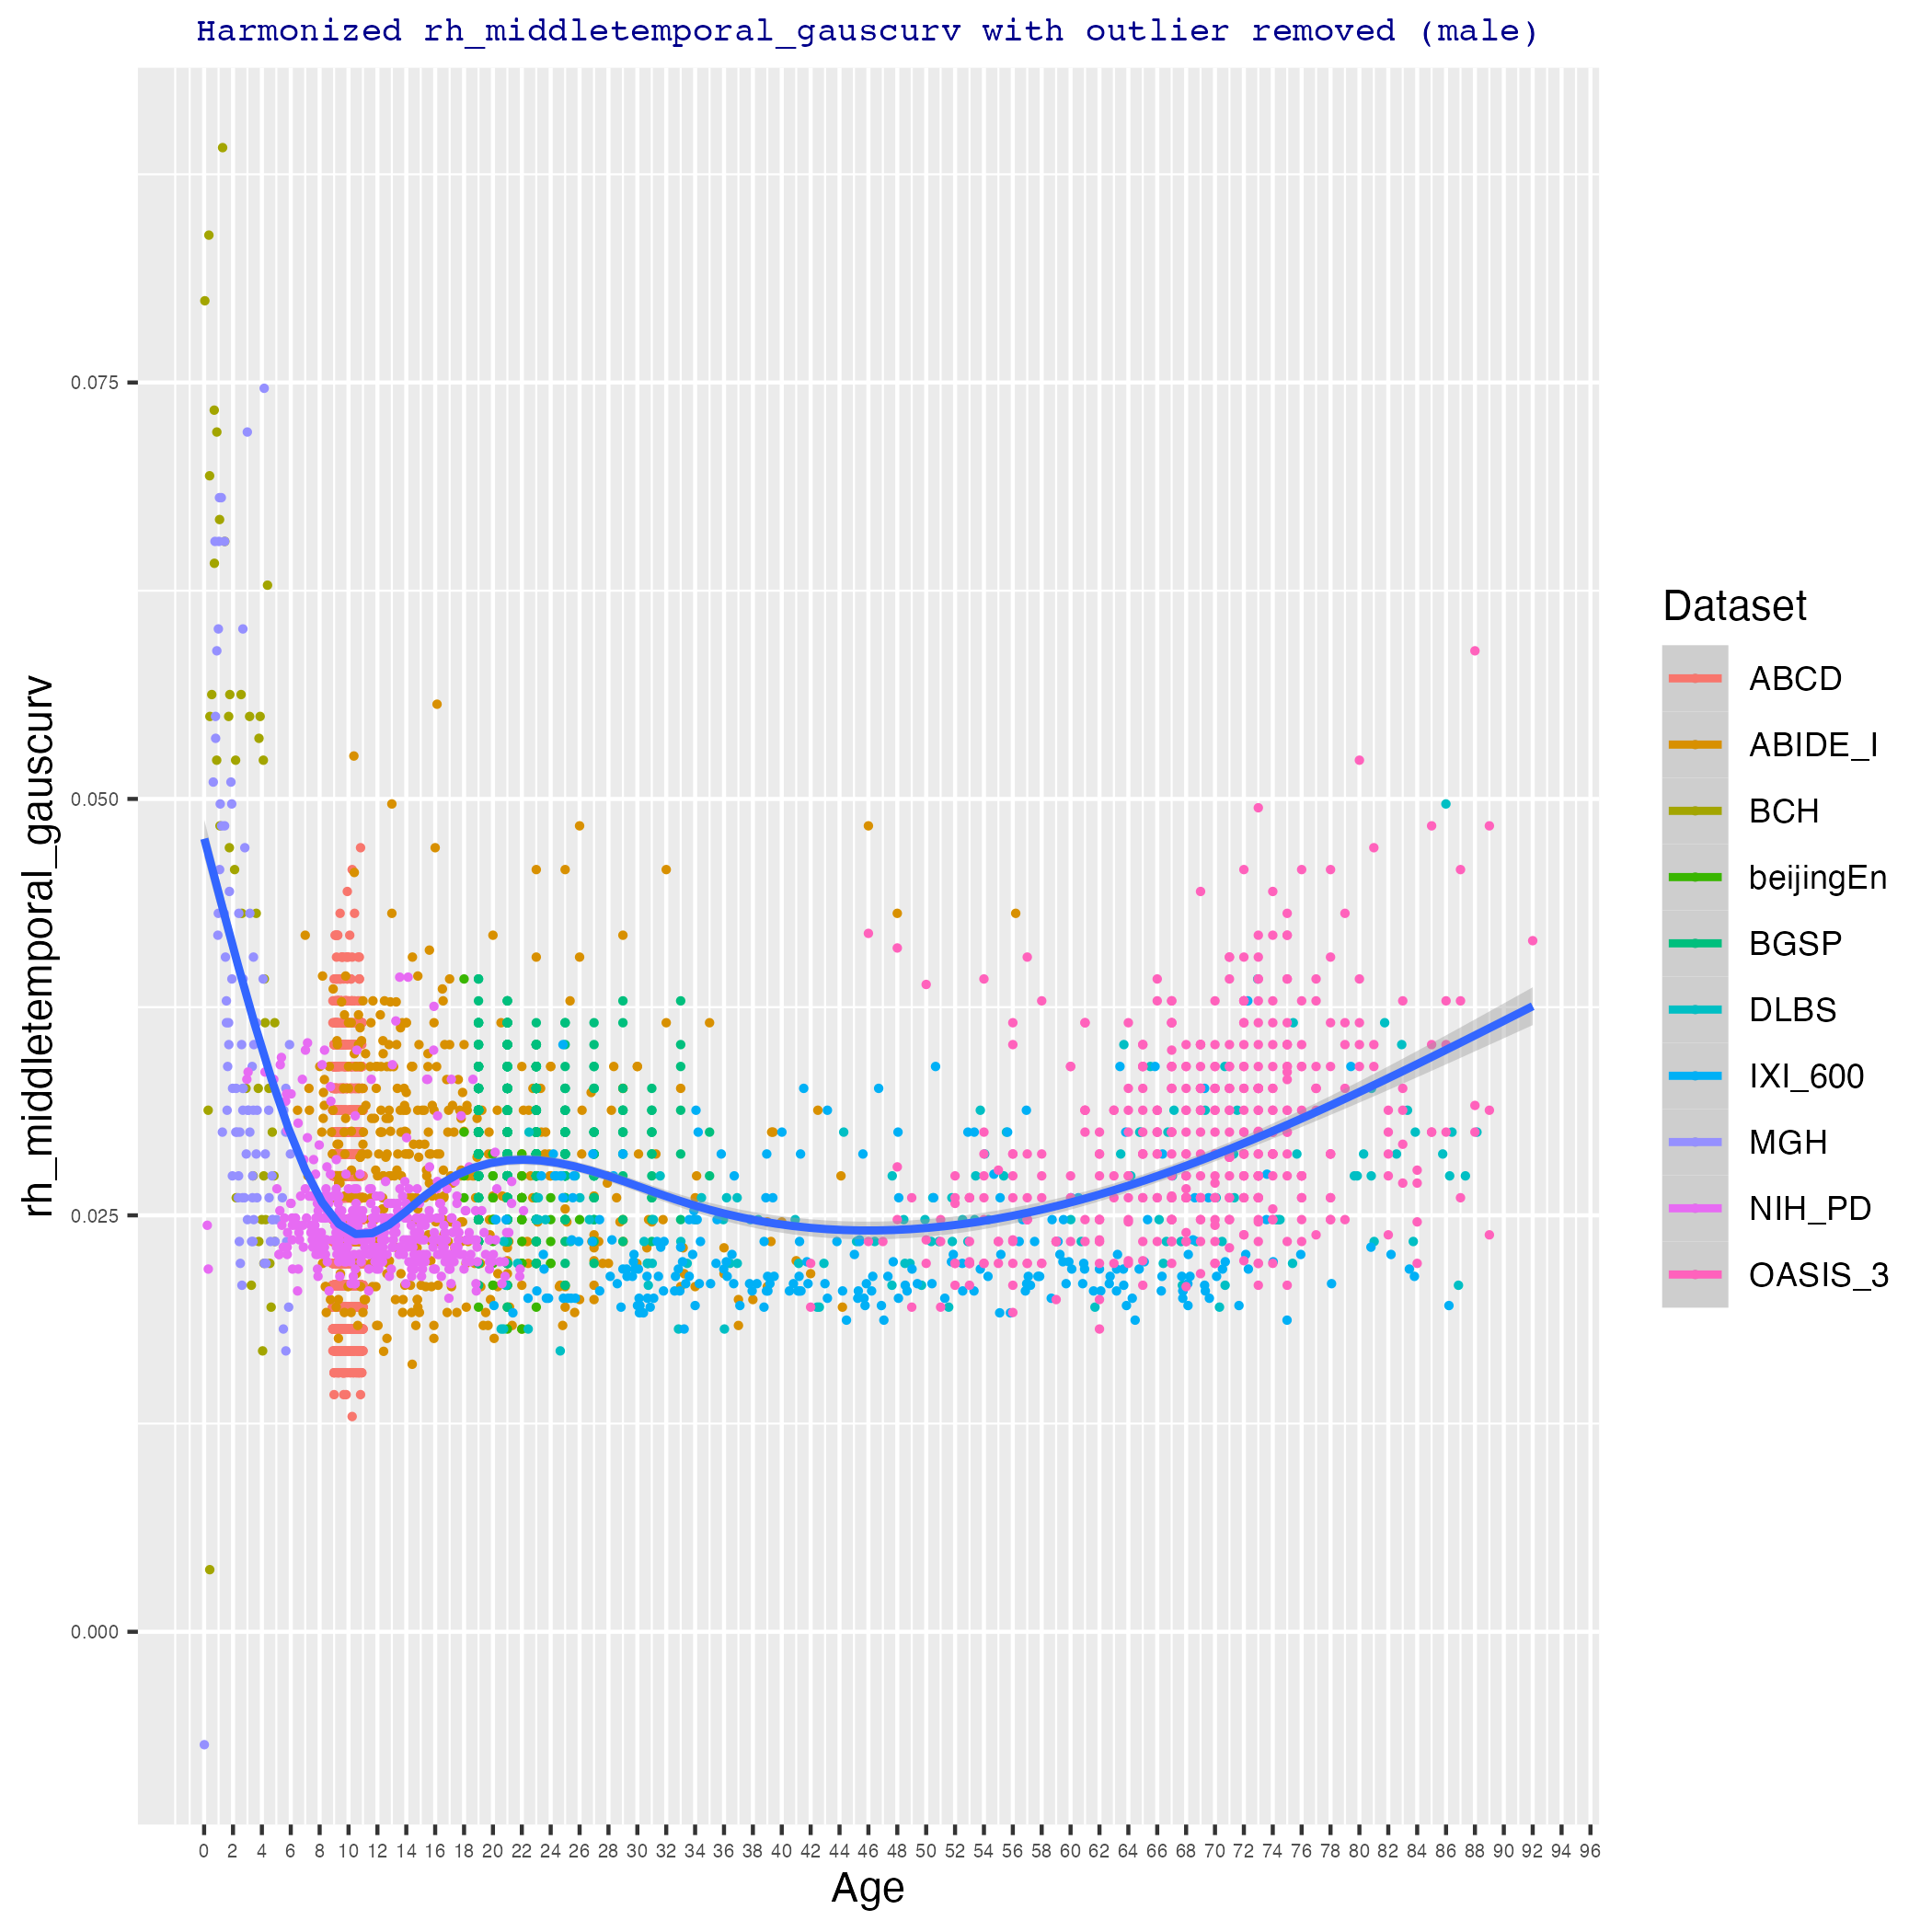 Harmonized rh_middletemporal_gauscurv with outlier removed (male)
rh_middletemporal_gauscurv
0.075
0.050
0.025
0.000
0 2 4 6 8 10 12 14 16 18 20 22 24 26 28 30 32 34 36 38 40 42 44 46 48 50 52 54 56 58 60 62 64 66 68 70 72 74 76 78 80 82 84 86 88 90 92 94 96
Age
Dataset
ABCD
ABIDE_I
BCH
beijingEn
BGSP
DLBS
IXI_600
MGH
NIH_PD
OASIS_3